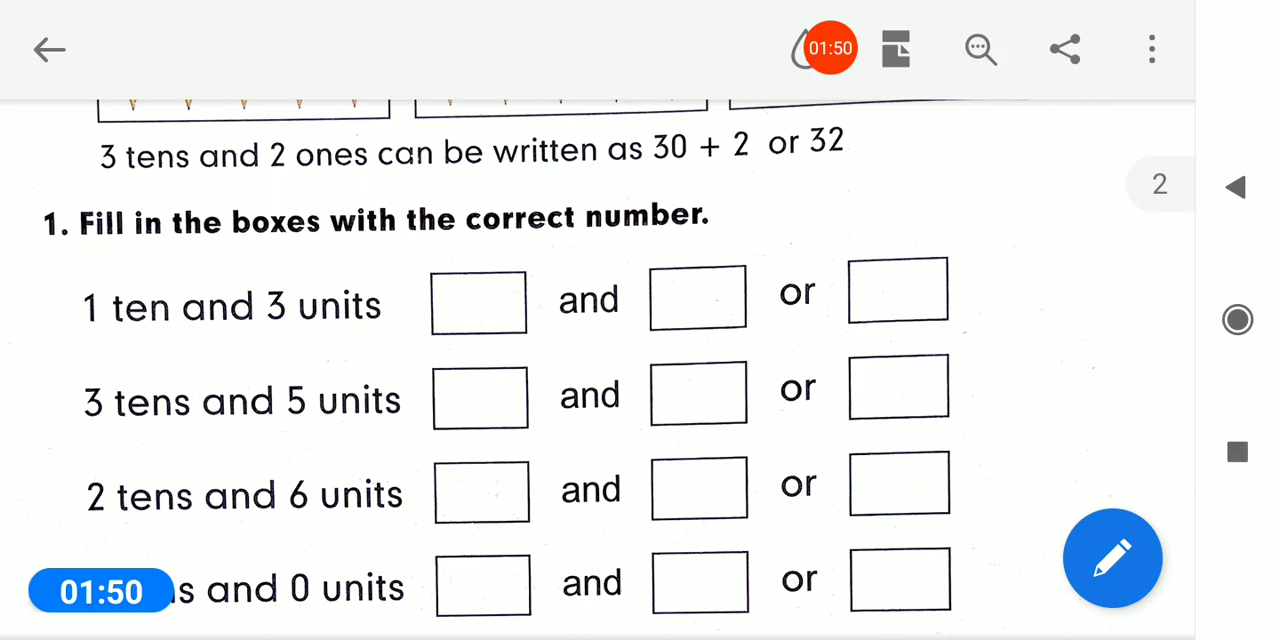 01:50
3 tens and 2 ones can be written as 30 + 2 or 32
2
1. Fill in the boxes with the correct number.
1 ten and 3 units and or
3 tens and 5 units and or
2 tens and 6 units and or
01:50 s and 0 units and or